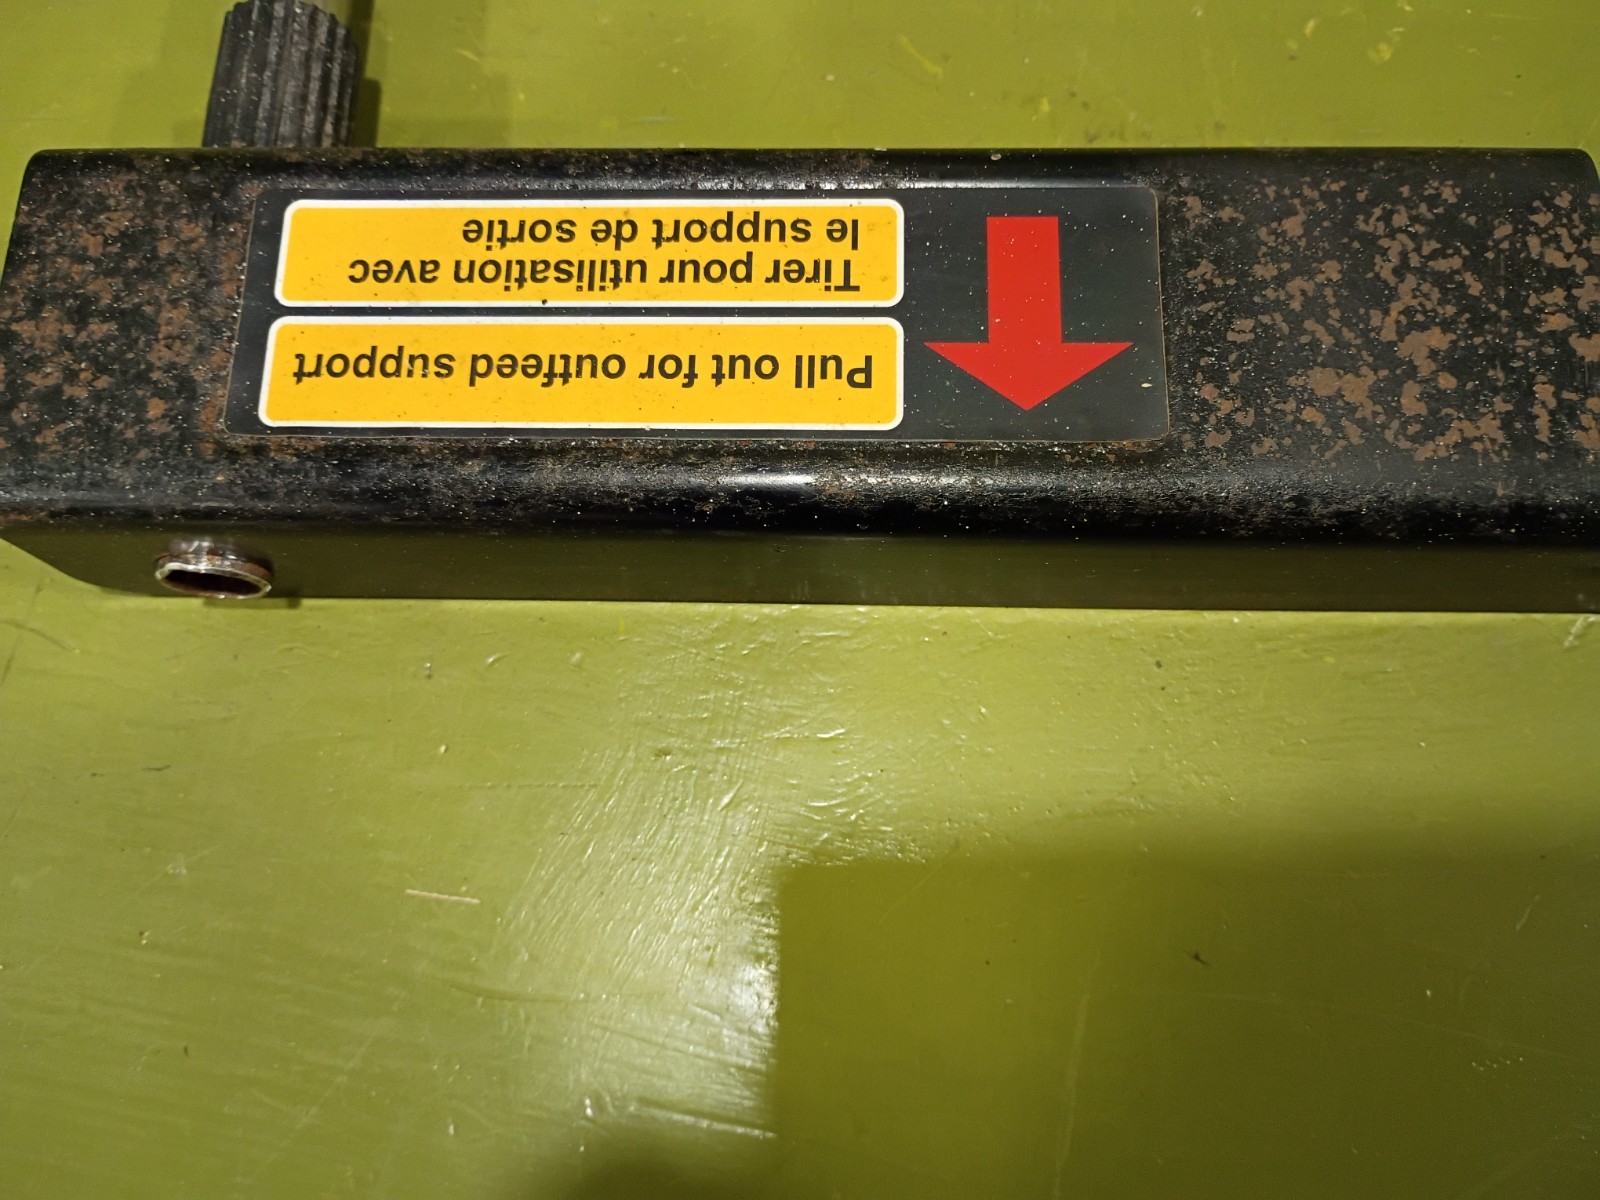 Pull out for outfeed support
Tirer pour utilisation avec
le support de sortie